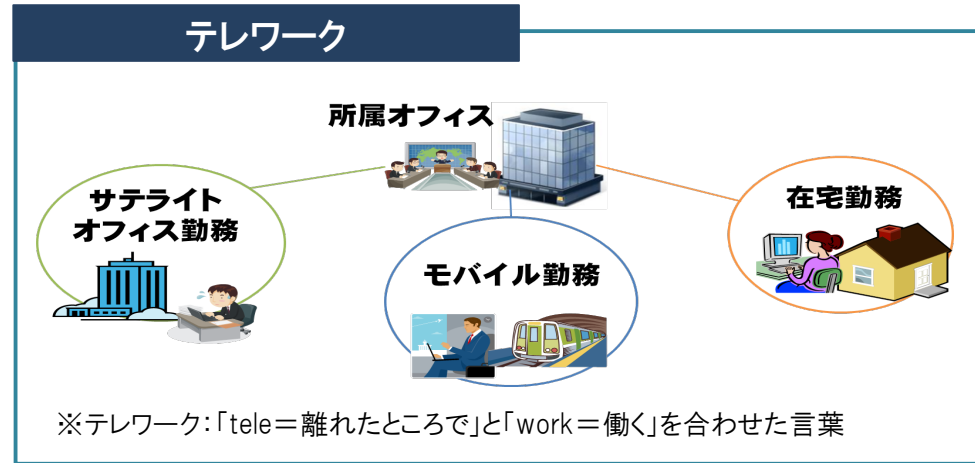 テレワーク
所属オフィス
サテライト
オフィス勤務
モバイル勤務
在宅勤務
※テレワーク：「tele＝離れたところで」と「work＝働く」を合わせた言葉